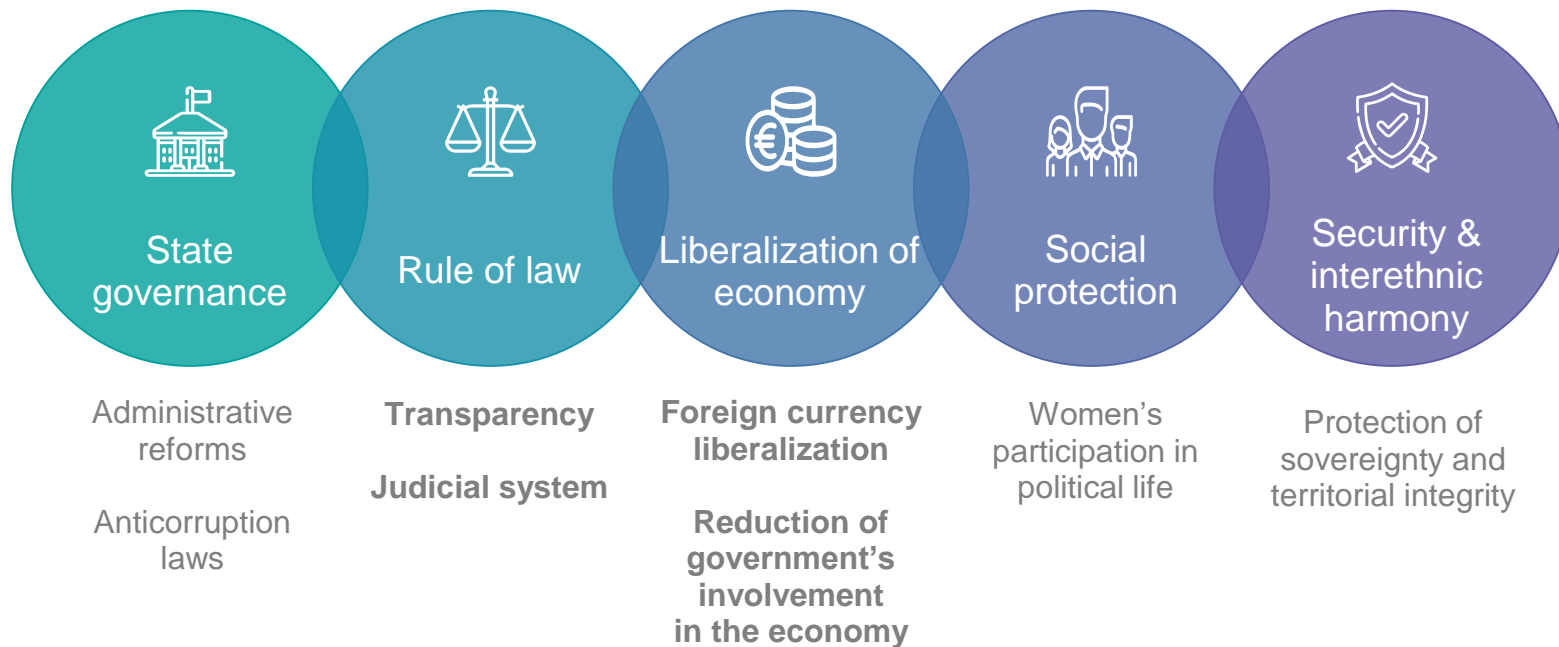 State
governance
Rule of law
Liberalization of
economy
Social
protection
Security &
interethnic
harmony
Administrative
reforms
Anticorruption
laws
Transparency
Judicial system
Foreign currency
liberalization
Reduction of
government’s
involvement
in the economy
Women’s
participation in
political life
Protection of
sovereignty and
territorial integrity